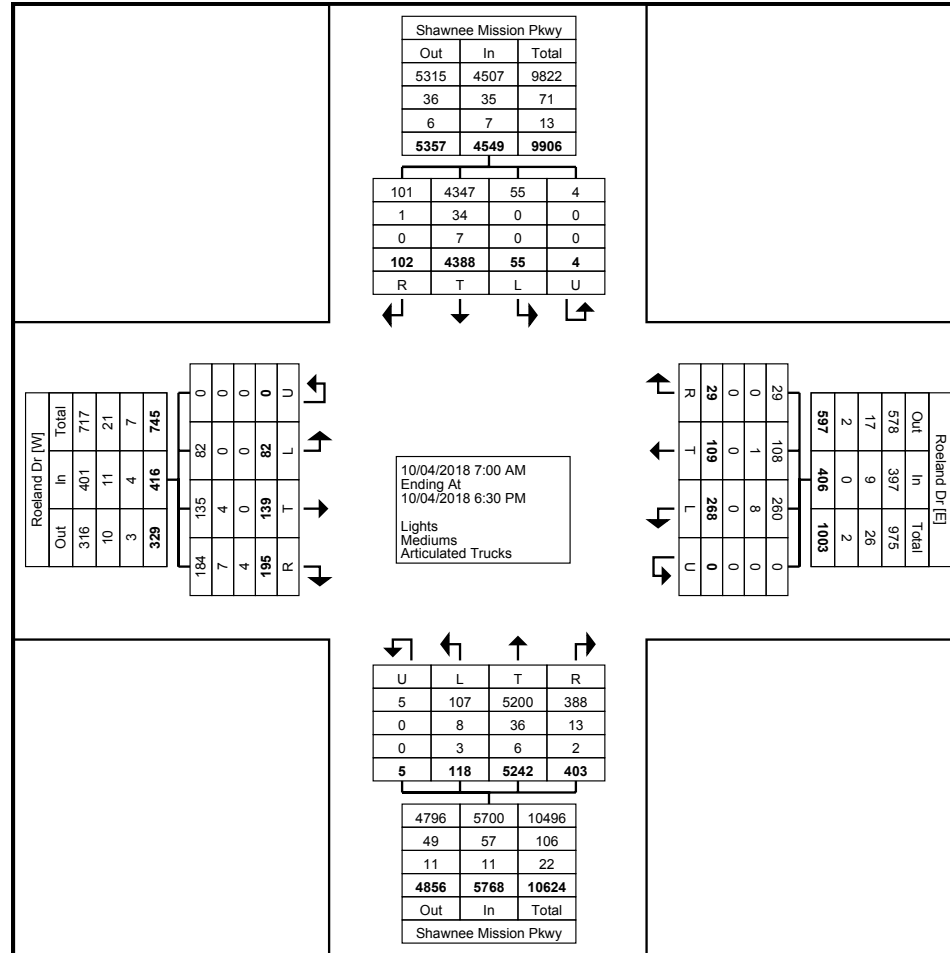 Shawnee Mission Pkwy
Out In Total
5315 4507 9822
36 35 71
6 7 13
5357 4549 9906
101 4347 55 4
1 34 0 0
0 7 0 0
102 4388 55 4
R T L U
Roeland Dr [W]
Total In Out
717 401 316
21 11 10
7 4 3
745 416 329
0 82 135 184
0 0 4 7
0 0 0 4
0 82 139 195
U L T R
10/04/2018 7:00 AM
Ending At
10/04/2018 6:30 PM
Lights
Mediums
Articulated Trucks
R T L U
29 109 268 0
0 0 0 0
0 1 8 0
29 108 260 0
597 406 1003
2 0 2
17 9 26
578 397 975
Out In Total
Roeland Dr [E]
U L T R
5 107 5200 388
0 8 36 13
0 3 6 2
5 118 5242 403
4796 5700 10496
49 57 106
11 11 22
4856 5768 10624
Out In Total
Shawnee Mission Pkwy